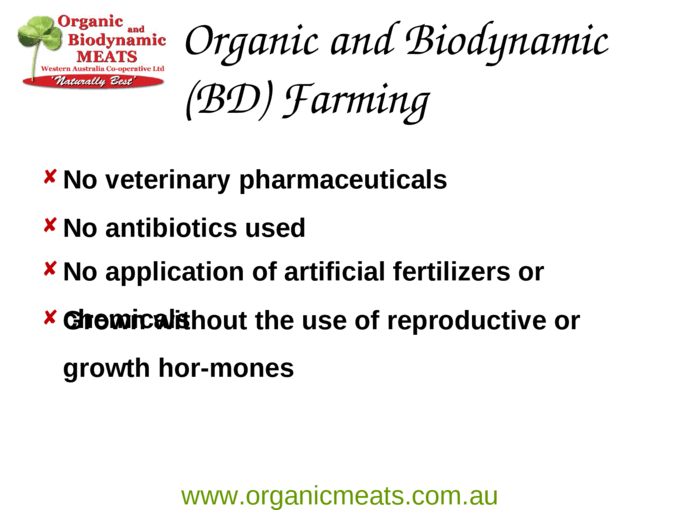 Organic and
Biodynamic
MEATS
Western Australia Co-operative Ltd
'Naturally Best'
Organic and Biodynamic
(BD) Farming
✘ No veterinary pharmaceuticals
✘ No antibiotics used
✘ No application of artificial fertilizers or
chemicals
✘ Grown without the use of reproductive or
growth hor-mones
www.organicmeats.com.au